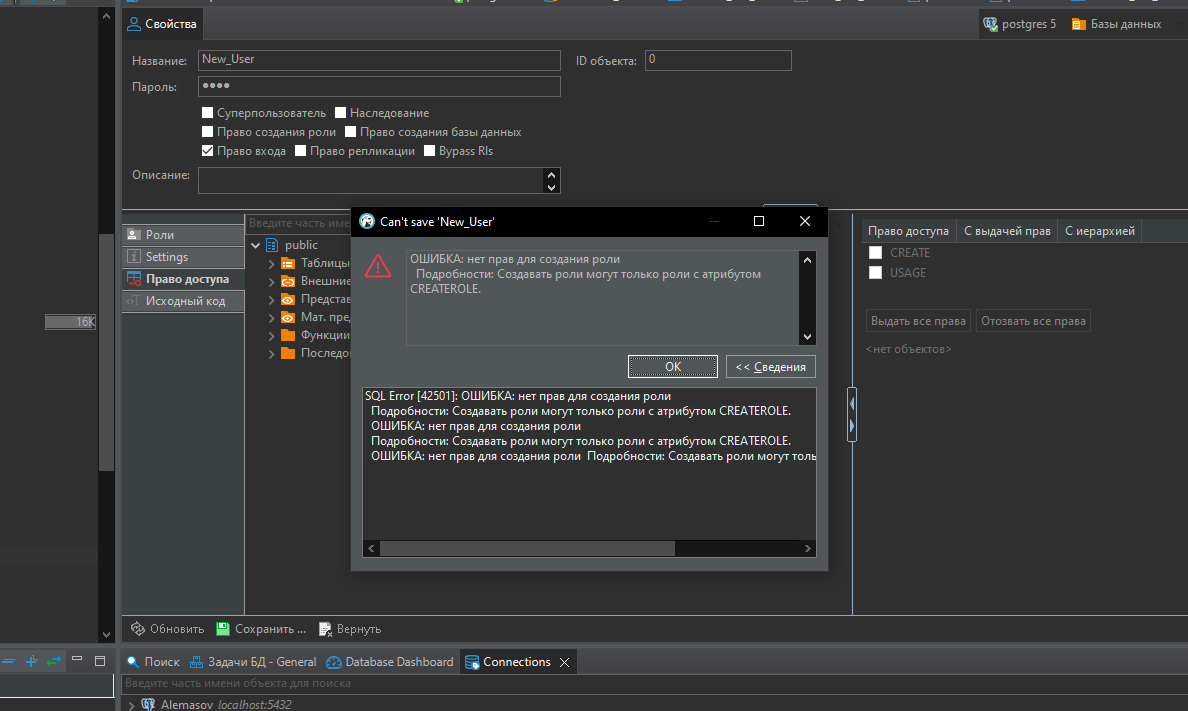 Свойства
postgres 5
Базы данных
Название:
New_User
ID объекта:
0
Пароль:
Суперпользователь
Наследование
Право создания роли
Право создания базы данных
Право входа
Право репликации
Bypass Rls
Описание:
Роли
Settings
Право доступа
Исходный код
Введите часть име
public
Таблицы
Внешние
Представ
Мат. пред
Функции
Последо
16K
Can't save 'New_User'
ОШИБКА: нет прав для создания роли
Подробности: Создавать роли могут только роли с атрибутом
CREATEROLE.
OK
<< Сведения
SQL Error [42501]: ОШИБКА: нет прав для создания роли
Подробности: Создавать роли могут только роли с атрибутом CREATEROLE.
ОШИБКА: нет прав для создания роли
Подробности: Создавать роли могут только роли с атрибутом CREATEROLE.
ОШИБКА: нет прав для создания роли Подробности: Создавать роли могут толь
Право доступа
С выдачей прав
С иерархией
CREATE
USAGE
Выдать все права
Отозвать все права
<нет объектов>
Обновить
Сохранить ...
Вернуть
Поиск
Задачи БД - General
Database Dashboard
Connections
Введите часть имени объекта для поиска
Alemasov localhost:5432